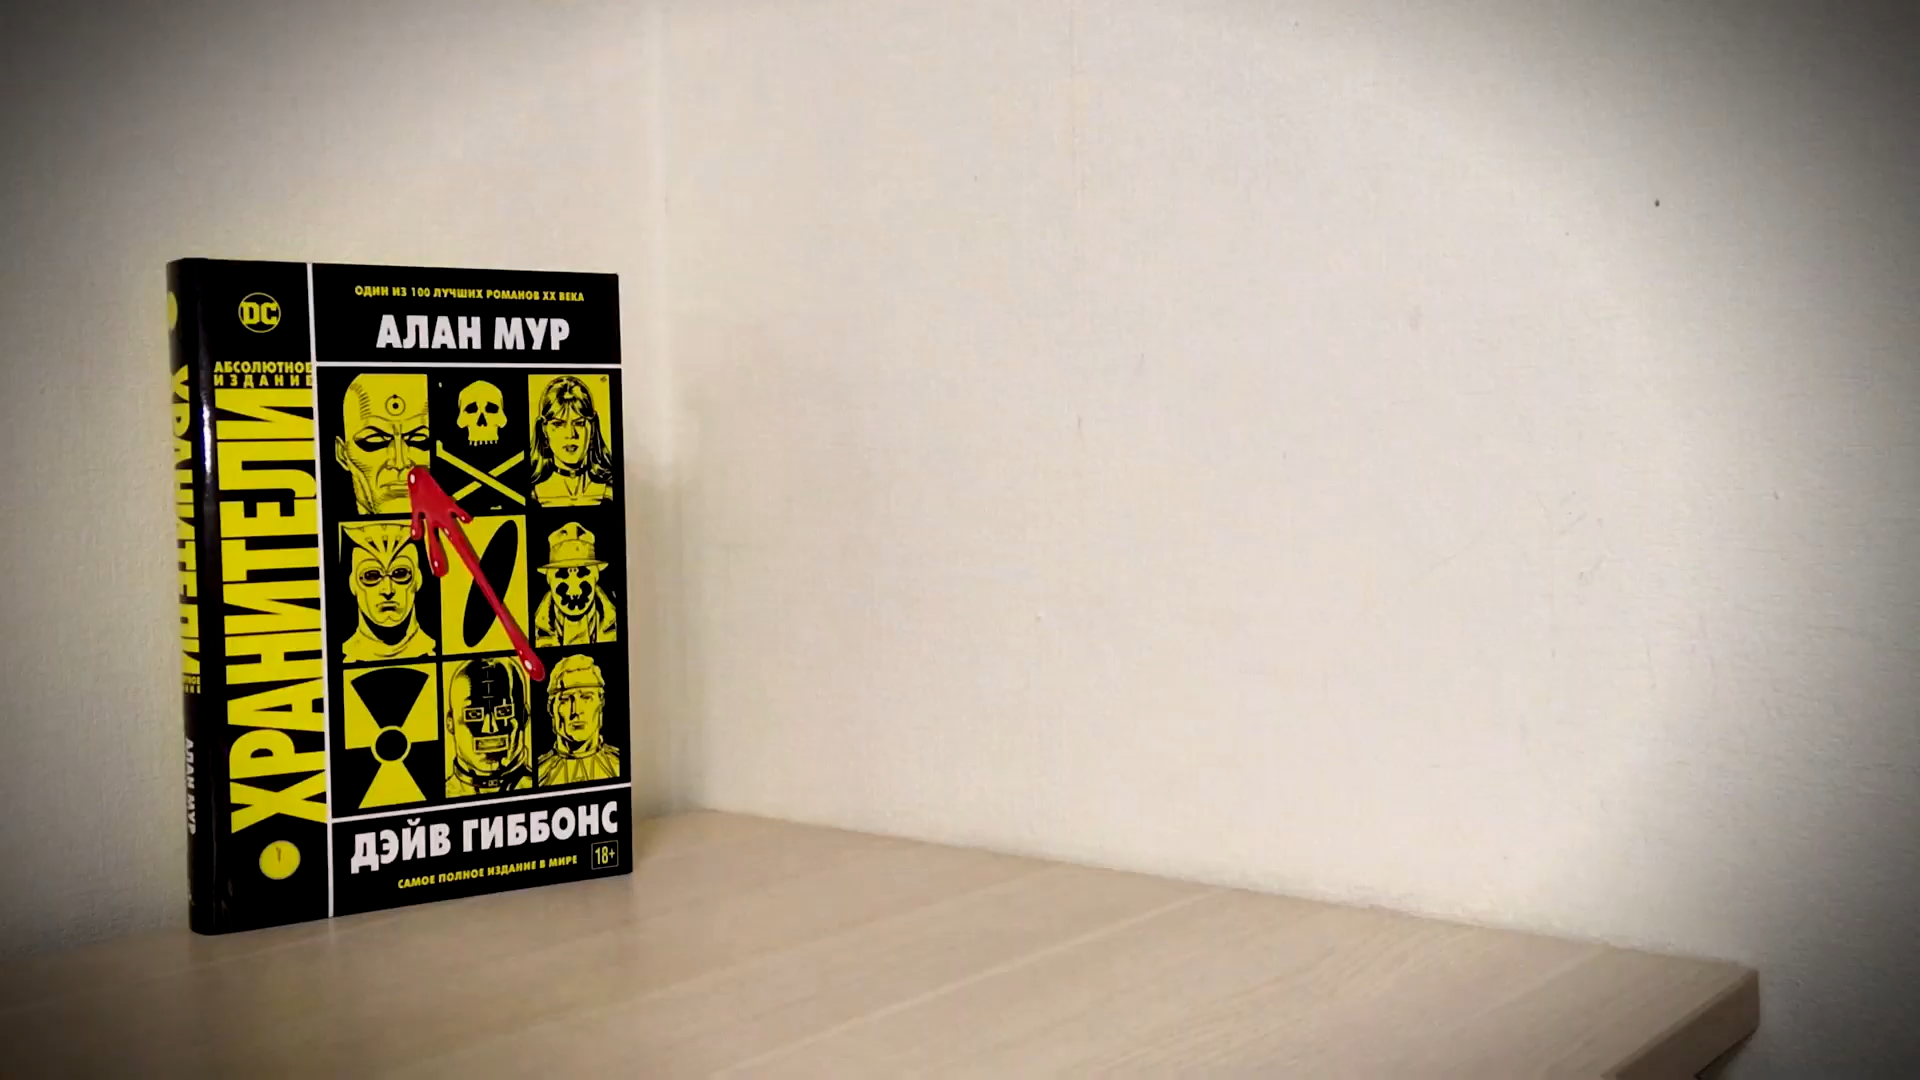 DC
АБСОЛЮТНОЕ
ИЗДАНИЕ
ХРАНИТЕЛИ
ОДИН ИЗ 100 ЛУЧШИХ РОМАНОВ XX ВЕКА
АЛАН МУР
ДЭЙВ ГИББОНС
САМОЕ ПОЛНОЕ ИЗДАНИЕ В МИРЕ
18+
ХРАНИТЕЛИ
АЛАН МУР